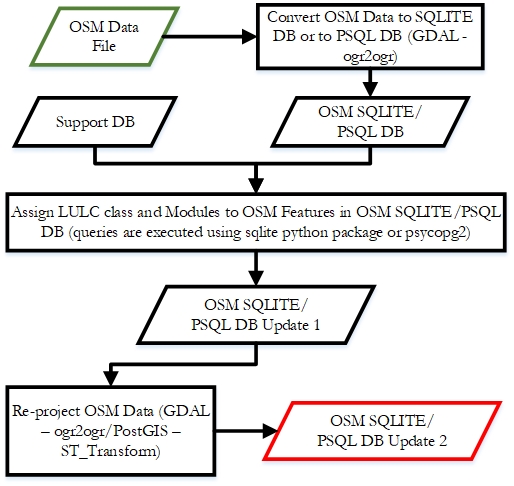 OSM Data
File
Convert OSM Data to SQLITE
DB or to PSQL DB (GDAL -
ogr2ogr)
Support DB
OSM SQLITE/
PSQL DB
Assign LULC class and Modules to OSM Features in OSM SQLITE/PSQL
DB (queries are executed using sqlite python package or psycopg2)
OSM SQLITE/
PSQL DB Update 1
Re-project OSM Data (GDAL
– ogr2ogr/PostGIS –
ST_Transform)
OSM SQLITE/
PSQL DB Update 2